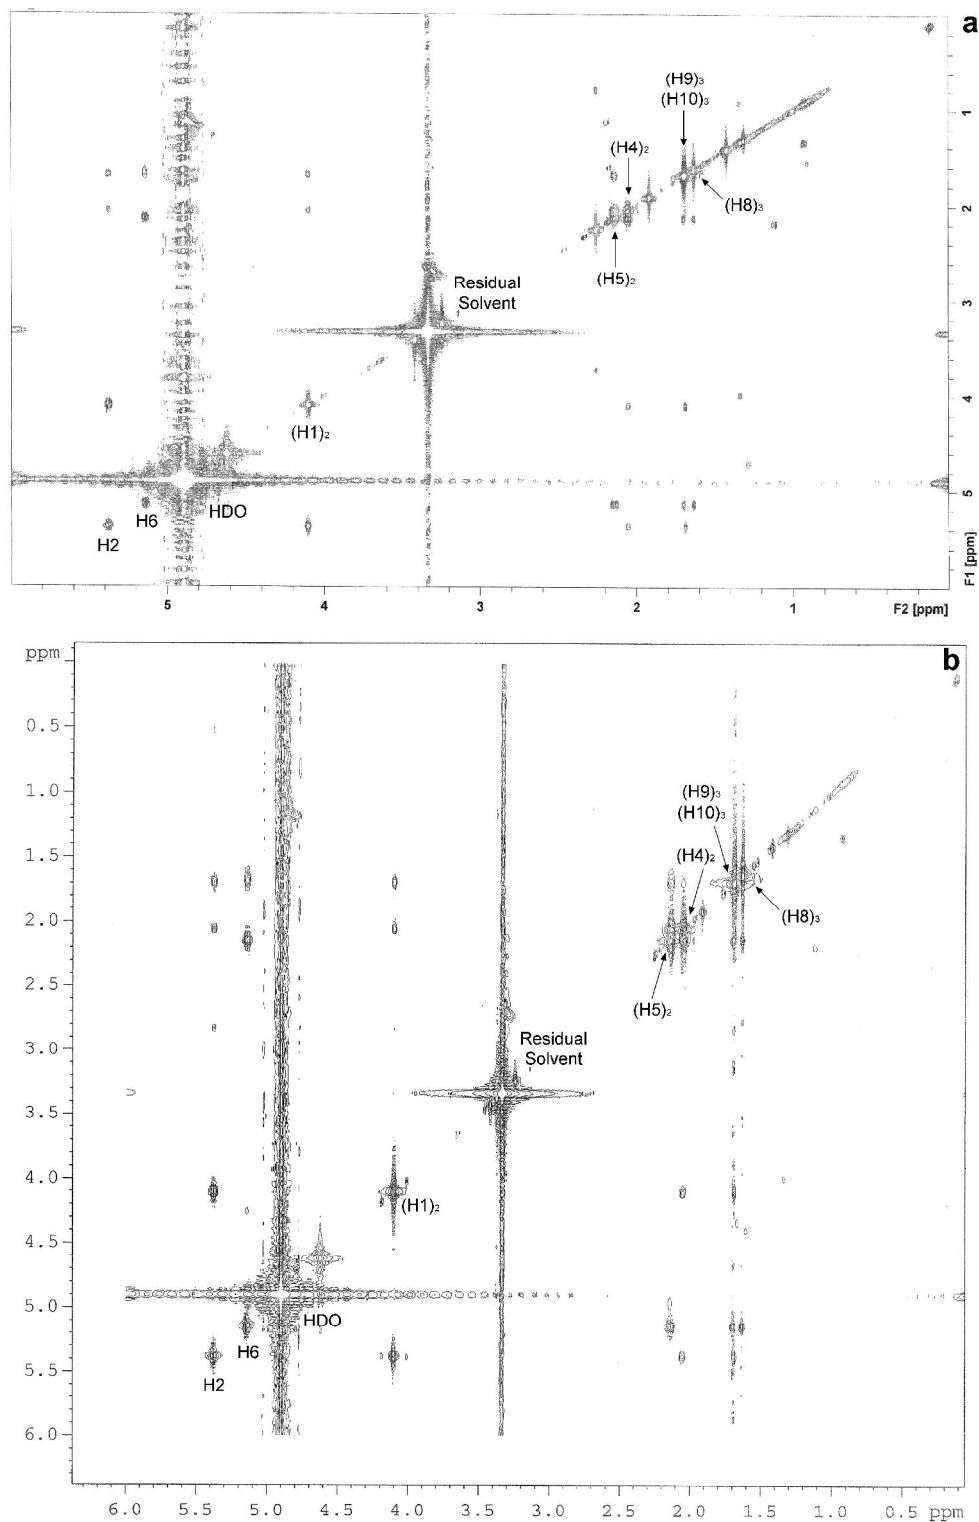 a
(H9)₃
(H10)₃
1
(H4)₂
2
(H8)₃
(H5)₂
Residual
Solvent
3
4
(H1)₂
5
H6
HDO
H2
F1 [ppm]
5 4 3 2 1 F2 [ppm]
ppm
b
0.5
1.0
(H9)₃
(H10)₃
1.5
(H4)₂
2.0
(H8)₃
2.5
(H5)₂
3.0
Residual
Solvent
3.5
4.0
(H1)₂
4.5
5.0
HDO
H6
H2
5.5
6.0
6.0 5.5 5.0 4.5 4.0 3.5 3.0 2.5 2.0 1.5 1.0 0.5 ppm